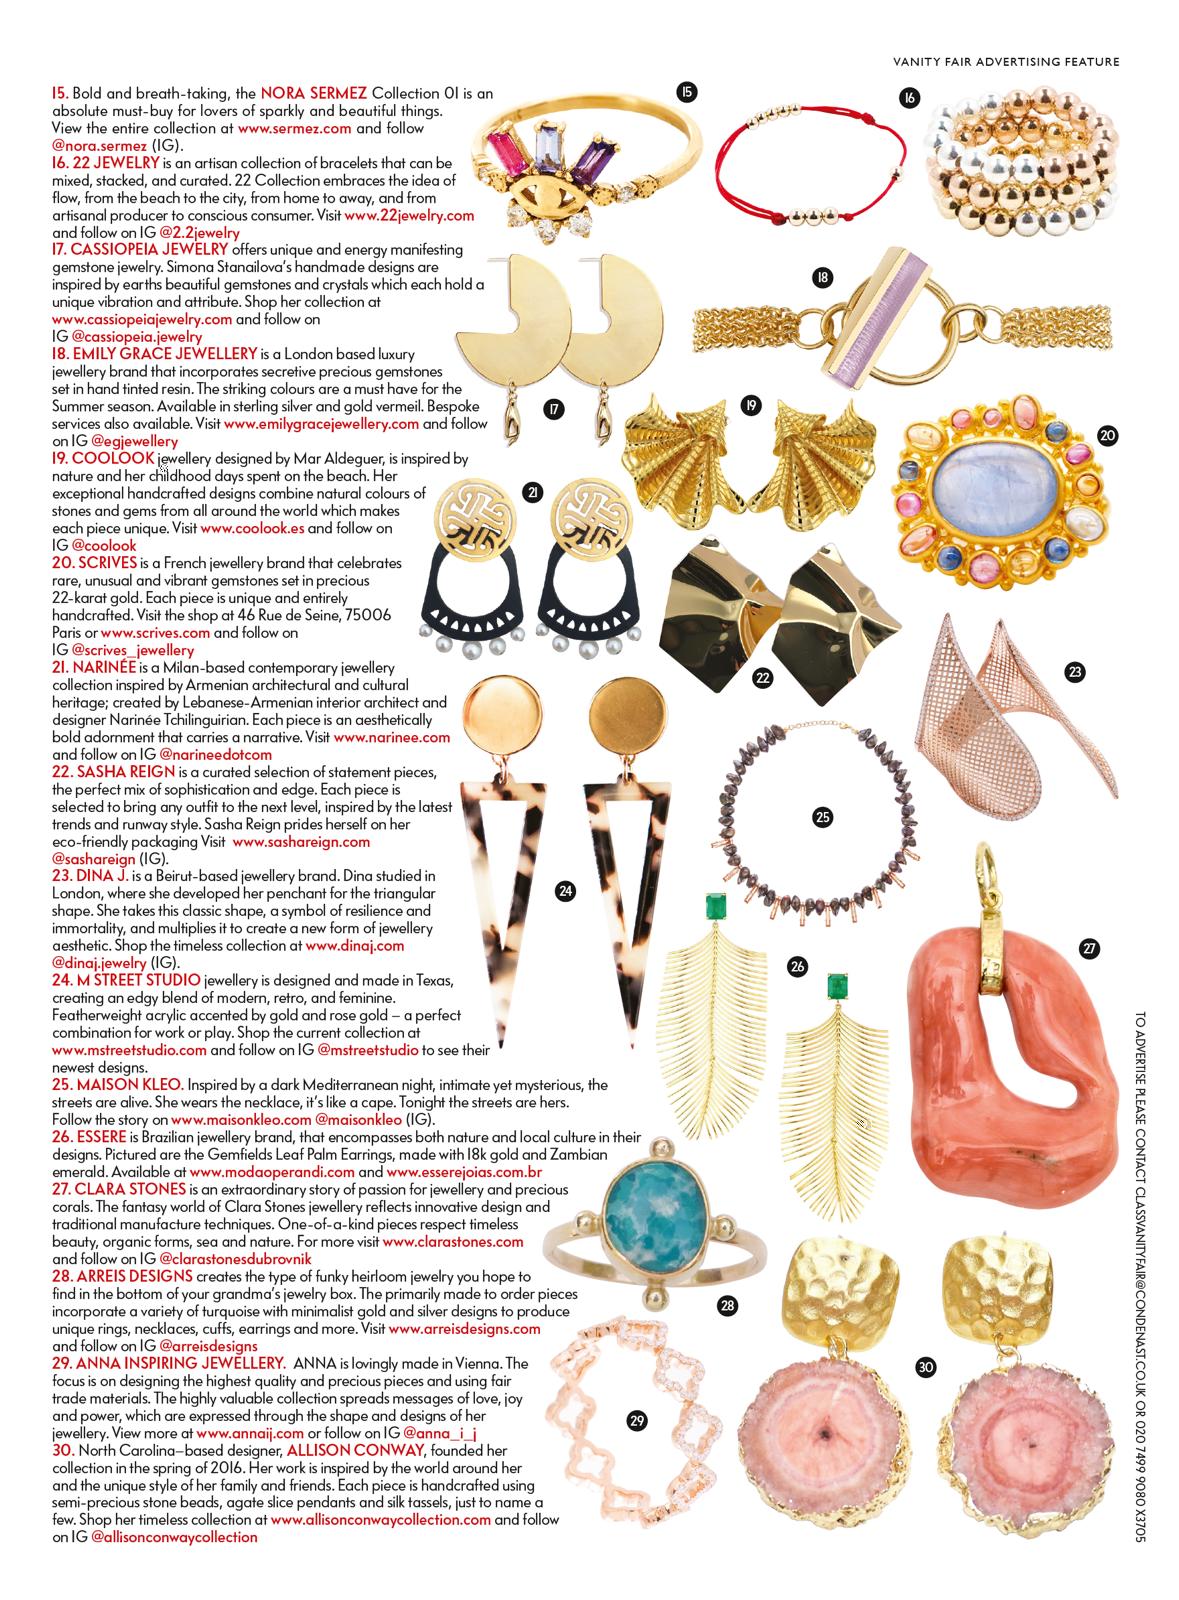 VANITY FAIR ADVERTISING FEATURE
15. Bold and breath-taking, the NORA SERMEZ Collection 01 is an
absolute must-buy for lovers of sparkly and beautiful things.
View the entire collection at www.sermez.com and follow
@nora.sermez (IG).
16. 22 JEWELRY is an artisan collection of bracelets that can be
mixed, stacked, and curated. 22 Collection embraces the idea of
flow, from the beach to the city, from home to away, and from
artisanal producer to conscious consumer. Visit www.22jewelry.com
and follow on IG @2.2jewelry
17. CASSIOPEIA JEWELRY offers unique and energy manifesting
gemstone jewelry. Simona Stanailova's handmade designs are
inspired by earths beautiful gemstones and crystals which each hold a
unique vibration and attribute. Shop her collection at
www.cassiopeiajewelry.com and follow on
IG @cassiopeia.jewelry
18. EMILY GRACE JEWELLERY is a London based luxury
jewellery brand that incorporates secretive precious gemstones
set in hand tinted resin. The striking colours are a must have for the
Summer season. Available in sterling silver and gold vermeil. Bespoke
services also available. Visit www.emilygracejewellery.com and follow
on IG @egjewellery
19. COOLOOK jewellery designed by Mar Aldeguer, is inspired by
nature and her childhood days spent on the beach. Her
exceptional handcrafted designs combine natural colours of
stones and gems from all around the world which makes
each piece unique. Visit www.coolook.es and follow on
IG @coolook
20. SCRIVES is a French jewellery brand that celebrates
rare, unusual and vibrant gemstones set in precious
22-karat gold. Each piece is unique and entirely
handcrafted. Visit the shop at 46 Rue de Seine, 75006
Paris or www.scrives.com and follow on
IG @scrives_jewellery
21. NARINÉE is a Milan-based contemporary jewellery
collection inspired by Armenian architectural and cultural
heritage; created by Lebanese-Armenian interior architect and
designer Narinée Tchilinguirian. Each piece is an aesthetically
bold adornment that carries a narrative. Visit www.narinee.com
and follow on IG @narineedotcom
22. SASHA REIGN is a curated selection of statement pieces,
the perfect mix of sophistication and edge. Each piece is
selected to bring any outfit to the next level, inspired by the latest
trends and runway style. Sasha Reign prides herself on her
eco-friendly packaging Visit www.sashareign.com
@sashareign (IG).
23. DINA J. is a Beirut-based jewellery brand. Dina studied in
London, where she developed her penchant for the triangular
shape. She takes this classic shape, a symbol of resilience and
immortality, and multiplies it to create a new form of jewellery
aesthetic. Shop the timeless collection at www.dinaj.com
@dinaj.jewelry (IG).
24. M STREET STUDIO jewellery is designed and made in Texas,
creating an edgy blend of modern, retro, and feminine.
Featherweight acrylic accented by gold and rose gold – a perfect
combination for work or play. Shop the current collection at
www.mstreetstudio.com and follow on IG @mstreetstudio to see their
newest designs.
25. MAISON KLEO. Inspired by a dark Mediterranean night, intimate yet mysterious, the
streets are alive. She wears the necklace, it's like a cape. Tonight the streets are hers.
Follow the story on www.maisonkleo.com @maisonkleo (IG).
26. ESSERE is Brazilian jewellery brand, that encompasses both nature and local culture in their
designs. Pictured are the Gemfields Leaf Palm Earrings, made with 18k gold and Zambian
emerald. Available at www.modaoperandi.com and www.esserejoias.com.br
27. CLARA STONES is an extraordinary story of passion for jewellery and precious
corals. The fantasy world of Clara Stones jewellery reflects innovative design and
traditional manufacture techniques. One-of-a-kind pieces respect timeless
beauty, organic forms, sea and nature. For more visit www.clarastones.com
and follow on IG @clarastonesdubrovnik
28. ARREIS DESIGNS creates the type of funky heirloom jewelry you hope to
find in the bottom of your grandma's jewelry box. The primarily made to order pieces
incorporate a variety of turquoise with minimalist gold and silver designs to produce
unique rings, necklaces, cuffs, earrings and more. Visit www.arreisdesigns.com
and follow on IG @arreisdesigns
29. ANNA INSPIRING JEWELLERY. ANNA is lovingly made in Vienna. The
focus is on designing the highest quality and precious pieces and using fair
trade materials. The highly valuable collection spreads messages of love, joy
and power, which are expressed through the shape and designs of her
jewellery. View more at www.annaij.com or follow on IG @anna_i_j
30. North Carolina–based designer, ALLISON CONWAY, founded her
collection in the spring of 2016. Her work is inspired by the world around her
and the unique style of her family and friends. Each piece is handcrafted using
semi-precious stone beads, agate slice pendants and silk tassels, just to name a
few. Shop her timeless collection at www.allisonconwaycollection.com and follow
on IG @allisonconwaycollection
15
16
18
17
19
20
21
22
23
25
24
26
27
28
29
30
TO ADVERTISE PLEASE CONTACT CLASSVANITYFAIR@CONDENAST.CO.UK OR 020 7499 9080 X3705